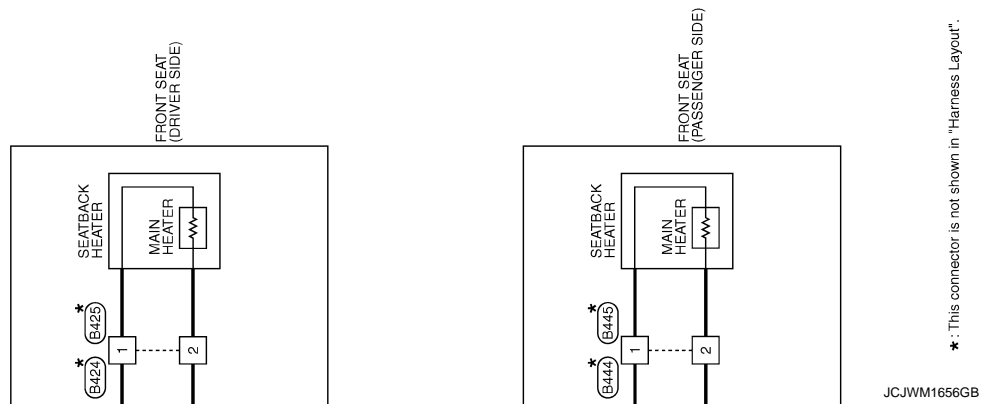 FRONT SEAT
(DRIVER SIDE)
SEATBACK
HEATER
MAIN
HEATER
* B425
1
2
* B424
FRONT SEAT
(PASSENGER SIDE)
SEATBACK
HEATER
MAIN
HEATER
* B445
1
2
* B444
* : This connector is not shown in "Harness Layout".
JCJWM1656GB